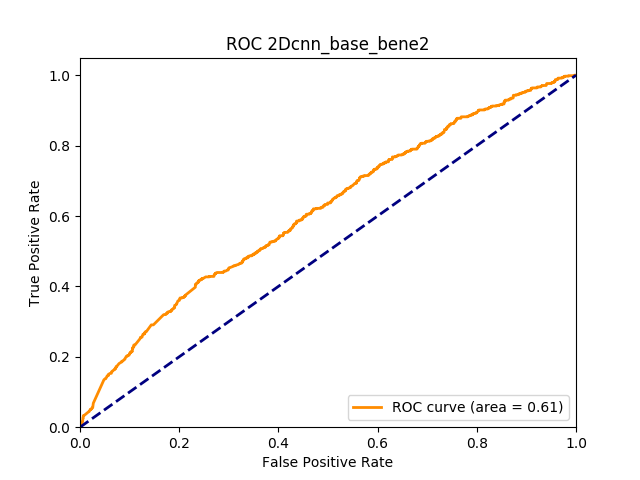 ROC 2Dcnn_base_bene2
True Positive Rate
1.0
0.8
0.6
0.4
0.2
0.0
0.0 0.2 0.4 0.6 0.8 1.0
False Positive Rate
ROC curve (area = 0.61)